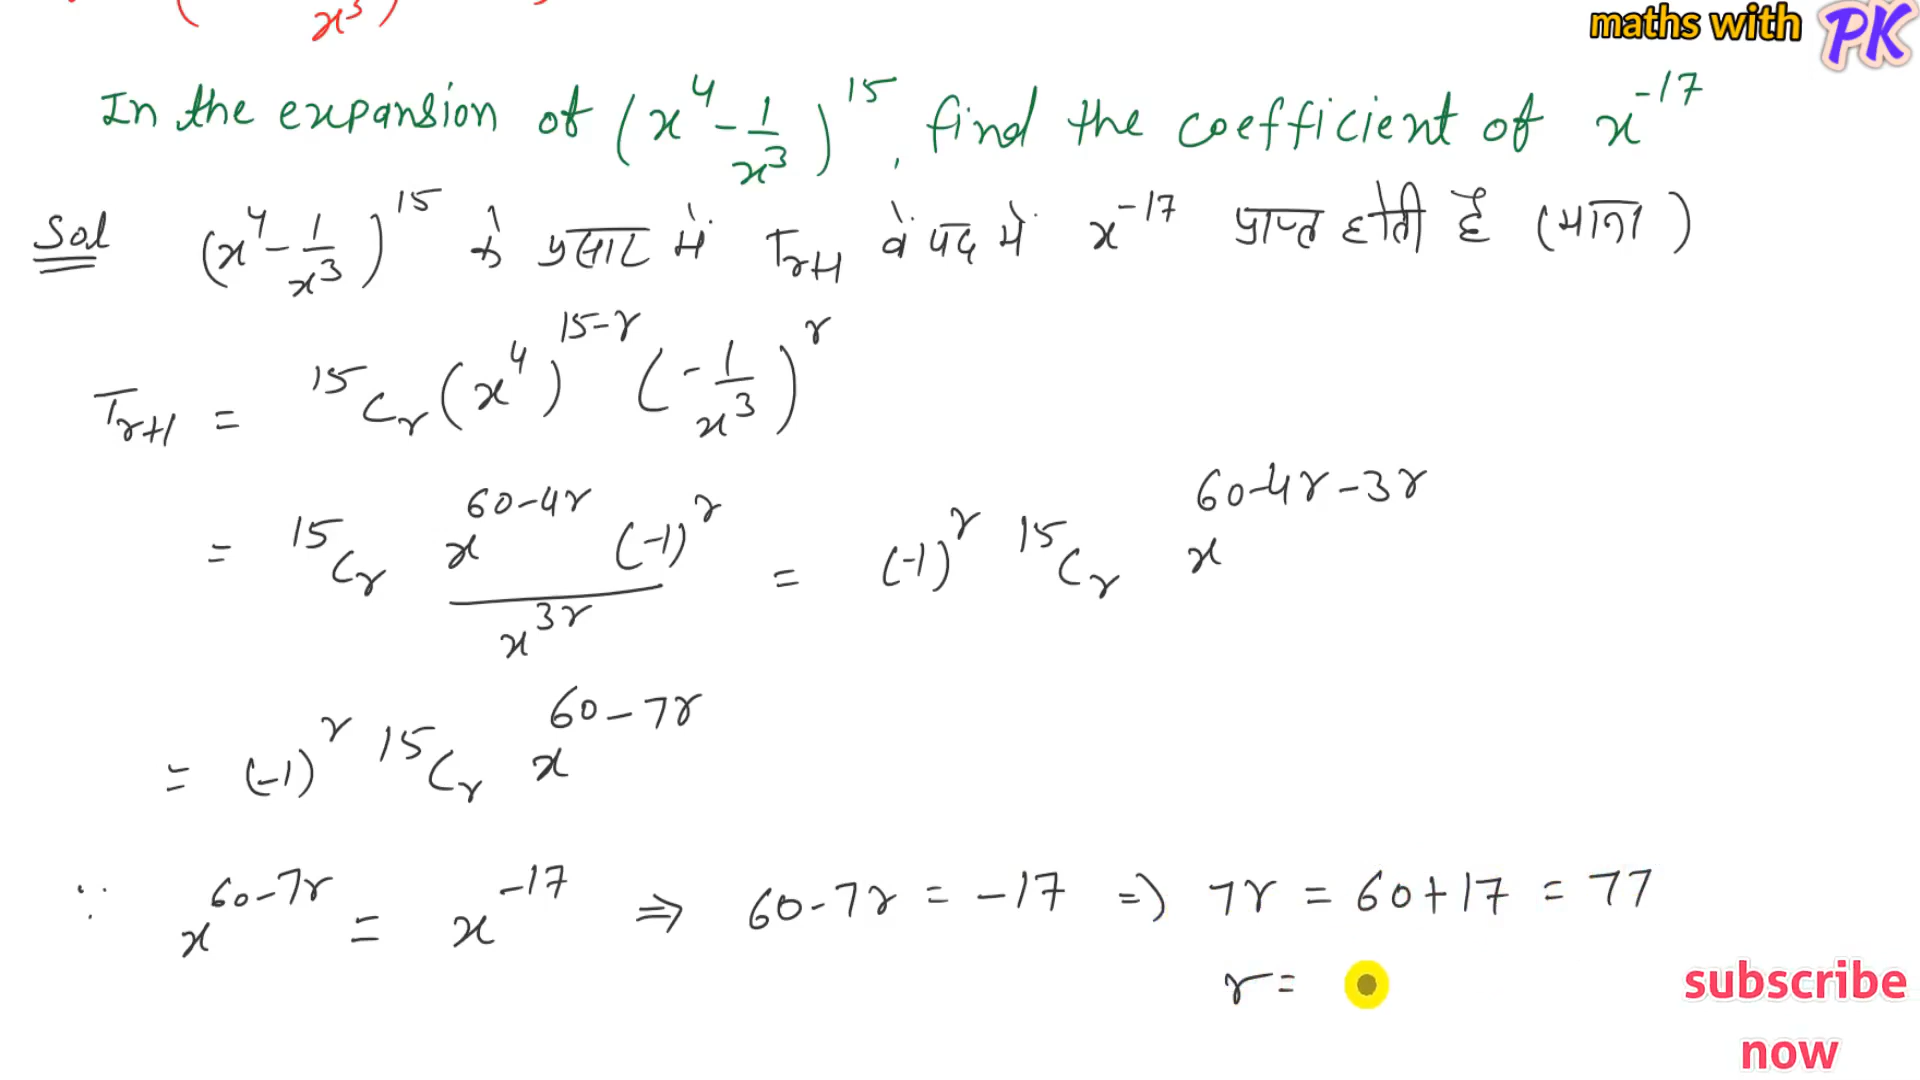 x³)
maths with PK
In the expansion of (x⁴ - 1/x³)¹⁵, find the coefficient of x⁻¹⁷
Sol (x⁴ - 1/x³)¹⁵ के प्रसार में Tᵣ₊₁ वें पद में x⁻¹⁷ प्राप्त होती है (माना)
Tᵣ₊₁ = ¹⁵Cᵣ (x⁴)¹⁵⁻ʳ (-1/x³)ʳ
= ¹⁵Cᵣ x⁶⁰⁻⁴ʳ (-1)ʳ / x³ʳ = (-1)ʳ ¹⁵Cᵣ x⁶⁰⁻⁴ʳ⁻³ʳ
= (-1)ʳ ¹⁵Cᵣ x⁶⁰⁻⁷ʳ
∵ x⁶⁰⁻⁷ʳ = x⁻¹⁷ ⇒ 60-7r = -17 ⇒ 7r = 60+17 = 77
r =
subscribe
now